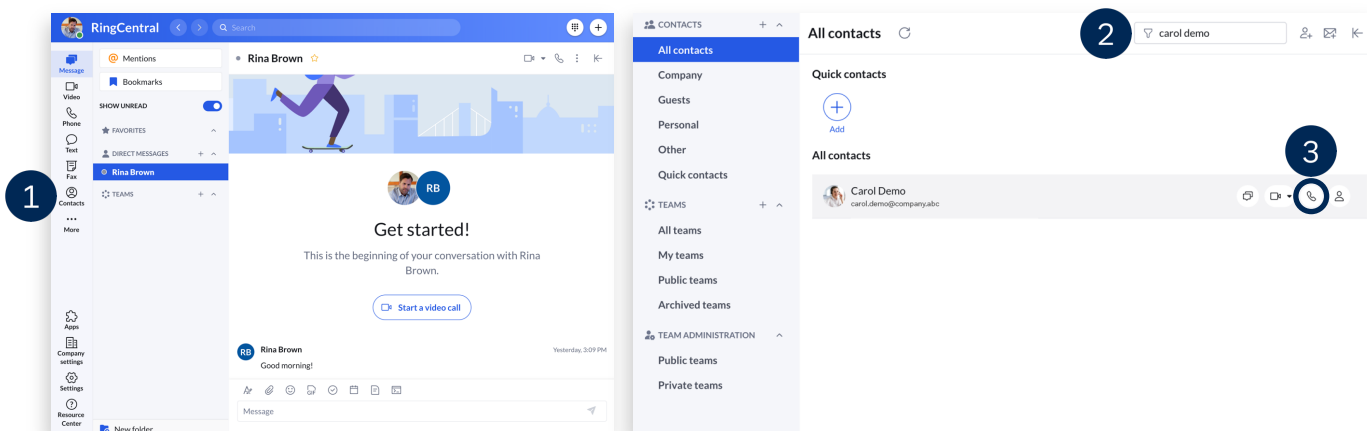 RingCentral
Search
Message
Video
Phone
Text
Fax
Contacts
More
Apps
Company
settings
Settings
Resource
Center
1
@ Mentions
Bookmarks
SHOW UNREAD
FAVORITES
DIRECT MESSAGES
Rina Brown
TEAMS
New folder
Rina Brown
RB
Get started!
This is the beginning of your conversation with Rina
Brown.
Start a video call
RB
Rina Brown
Yesterday, 3:09 PM
Good morning!
GIF
Message
CONTACTS
All contacts
Company
Guests
Personal
Other
Quick contacts
TEAMS
All teams
My teams
Public teams
Archived teams
TEAM ADMINISTRATION
Public teams
Private teams
All contacts
2
carol demo
Quick contacts
Add
All contacts
3
Carol Demo
carol.demo@company.abc